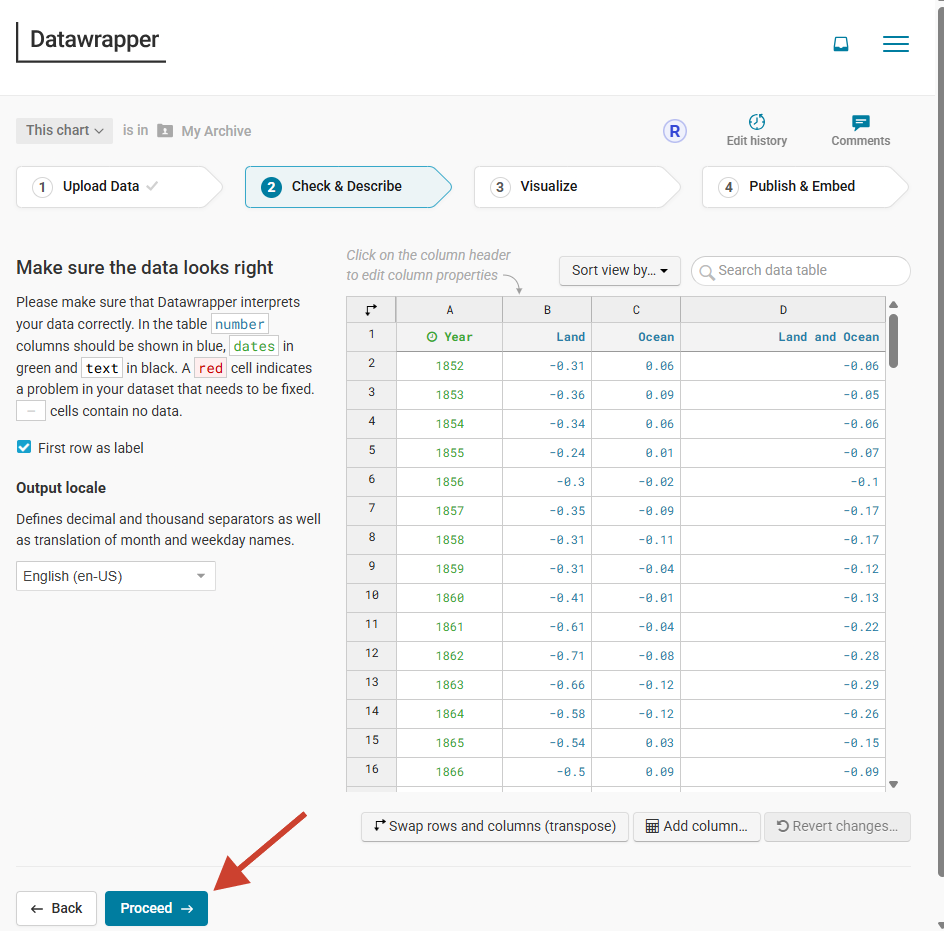 Datawrapper
This chart is in My Archive
R
Edit history
Comments
1 Upload Data
2 Check & Describe
3 Visualize
4 Publish & Embed
Make sure the data looks right
Please make sure that Datawrapper interprets
your data correctly. In the table number
columns should be shown in blue, dates in
green and text in black. A red cell indicates
a problem in your dataset that needs to be fixed.
– cells contain no data.
First row as label
Output locale
Defines decimal and thousand separators as well
as translation of month and weekday names.
English (en-US)
Click on the column header
to edit column properties
Sort view by...
Search data table
A B C D
1 Year Land Ocean Land and Ocean
2 1852 -0.31 0.06 -0.06
3 1853 -0.36 0.09 -0.05
4 1854 -0.34 0.06 -0.06
5 1855 -0.24 0.01 -0.07
6 1856 -0.3 -0.02 -0.1
7 1857 -0.35 -0.09 -0.17
8 1858 -0.31 -0.11 -0.17
9 1859 -0.31 -0.04 -0.12
10 1860 -0.41 -0.01 -0.13
11 1861 -0.61 -0.04 -0.22
12 1862 -0.71 -0.08 -0.28
13 1863 -0.66 -0.12 -0.29
14 1864 -0.58 -0.12 -0.26
15 1865 -0.54 0.03 -0.15
16 1866 -0.5 0.09 -0.09
Swap rows and columns (transpose)
Add column...
Revert changes...
← Back
Proceed →